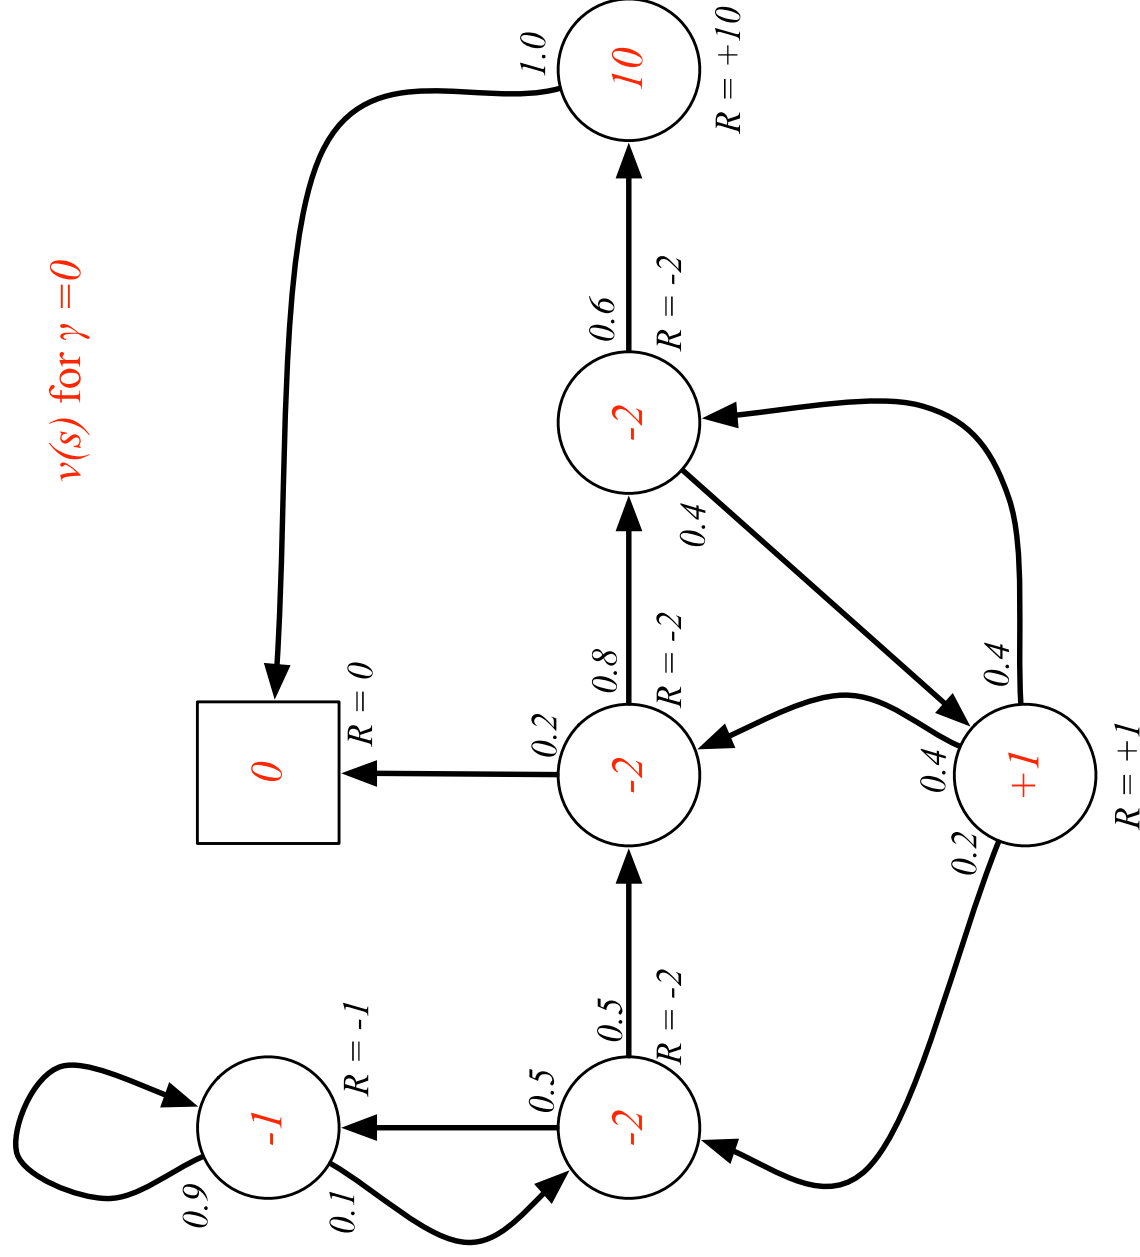 v(s) for γ =0
0.9
-1
R = -1
0.1
0
R = 0
1.0
0.5
0.5
-2
R = -2
0.2
0.8
-2
R = -2
0.6
-2
R = -2
0.4
10
R = +10
0.2
0.4
0.4
+1
R = +1